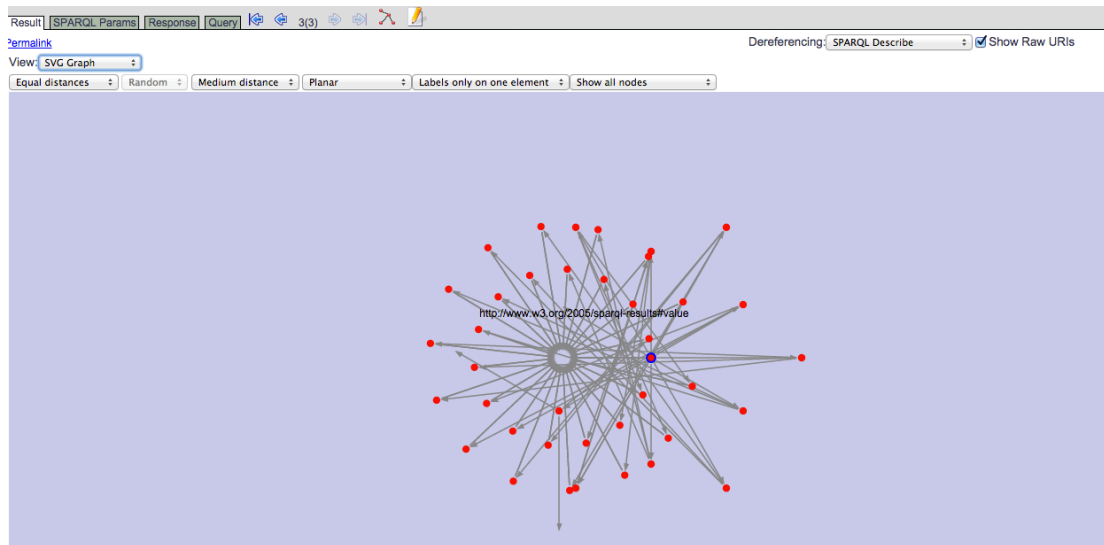 Result SPARQL Params Response Query 3(3)
Permalink Dereferencing: SPARQL Describe Show Raw URIs
View: SVG Graph
Equal distances Random Medium distance Planar Labels only on one element Show all nodes
http://www.w3.org/2005/sparql-results#value